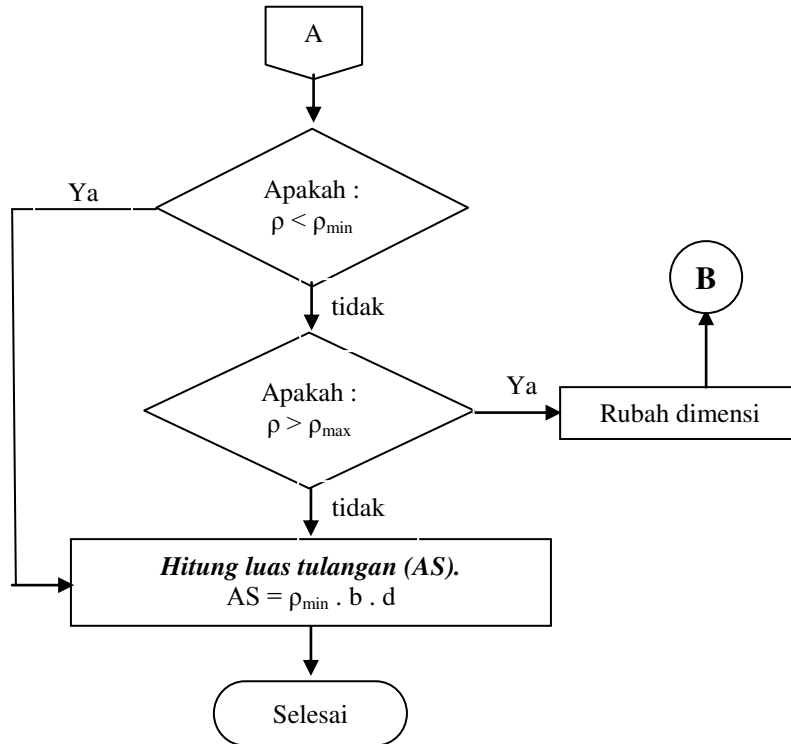 A
Apakah :
ρ < ρmin
Ya
tidak
Apakah :
ρ > ρmax
Ya
Rubah dimensi
B
tidak
Hitung luas tulangan (AS).
AS = ρmin . b . d
Selesai